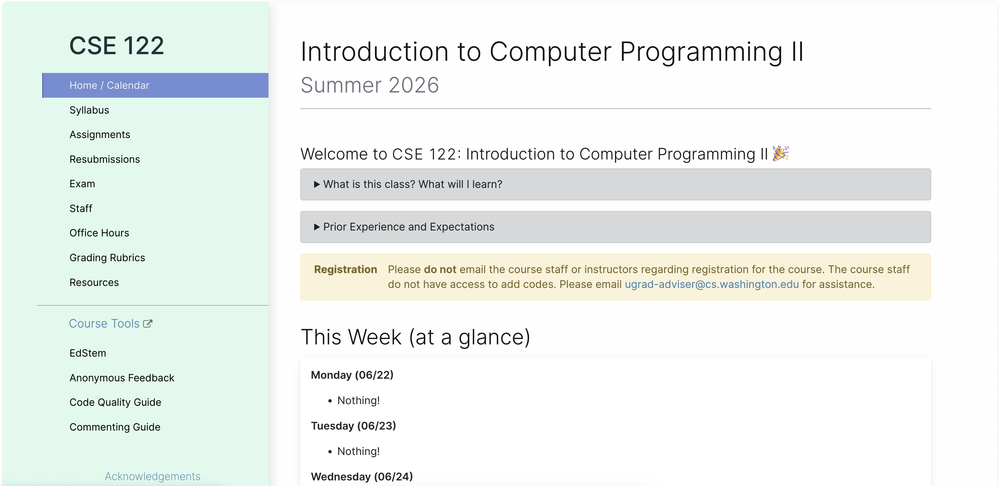 CSE 122
Home / Calendar
Syllabus
Assignments
Resubmissions
Exam
Staff
Office Hours
Grading Rubrics
Resources
Course Tools
EdStem
Anonymous Feedback
Code Quality Guide
Commenting Guide
Acknowledgements
Introduction to Computer Programming II
Summer 2026
Welcome to CSE 122: Introduction to Computer Programming II 🎉
What is this class? What will I learn?
Prior Experience and Expectations
Registration Please do not email the course staff or instructors regarding registration for the course. The course staff
do not have access to add codes. Please email ugrad-adviser@cs.washington.edu for assistance.
This Week (at a glance)
Monday (06/22)
• Nothing!
Tuesday (06/23)
• Nothing!
Wednesday (06/24)